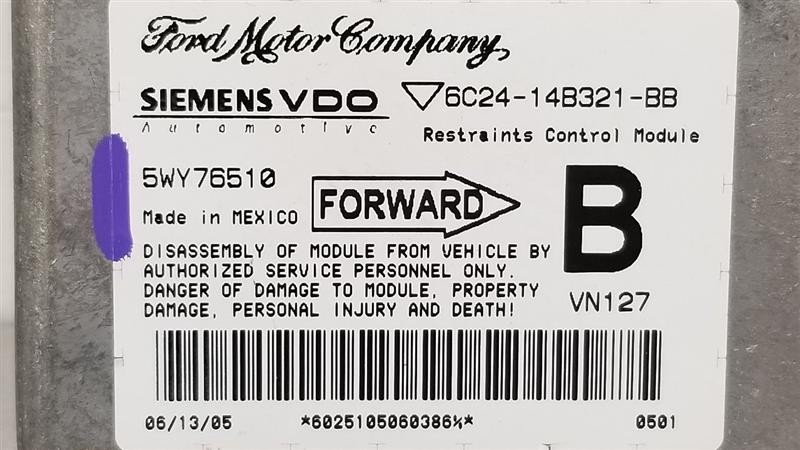 Ford Motor Company
SIEMENS VDO ▽6C24-14B321-BB
Automotive Restraints Control Module
5WY76510
Made in MEXICO FORWARD B
DISASSEMBLY OF MODULE FROM VEHICLE BY
AUTHORIZED SERVICE PERSONNEL ONLY.
DANGER OF DAMAGE TO MODULE, PROPERTY
DAMAGE, PERSONAL INJURY AND DEATH!
VN127
06/13/05 *6025105060386¼* 0501